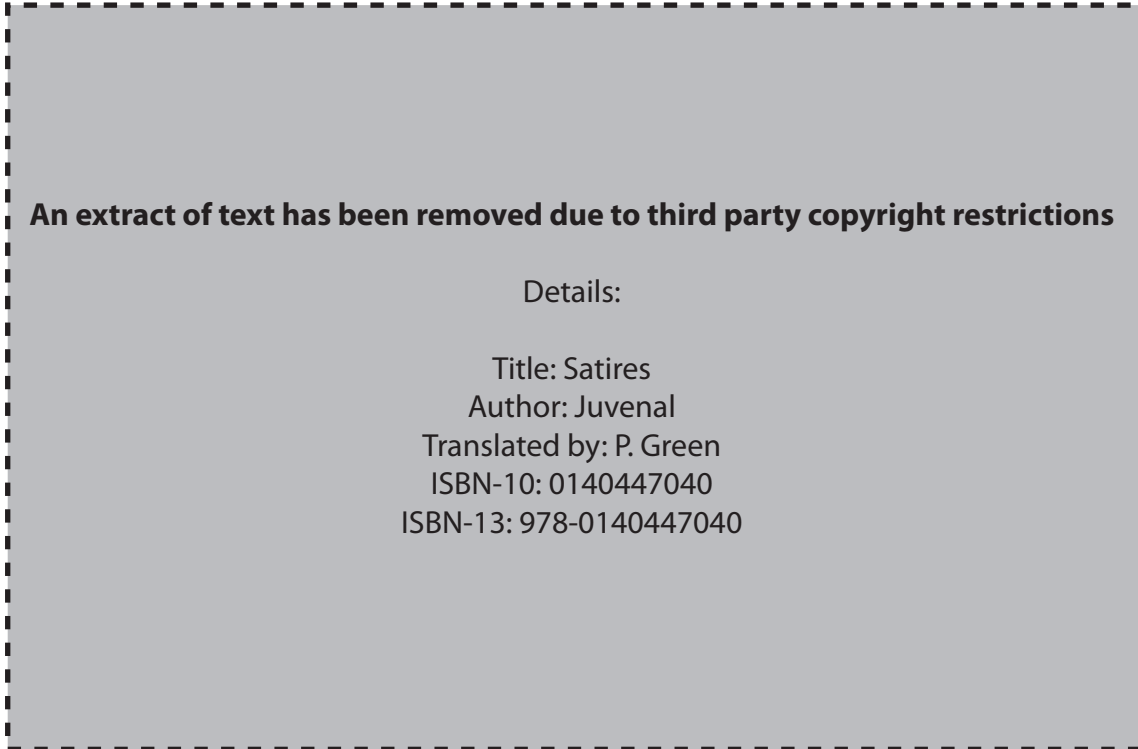 An extract of text has been removed due to third party copyright restrictions
Details:
Title: Satires
Author: Juvenal
Translated by: P. Green
ISBN-10: 0140447040
ISBN-13: 978-0140447040